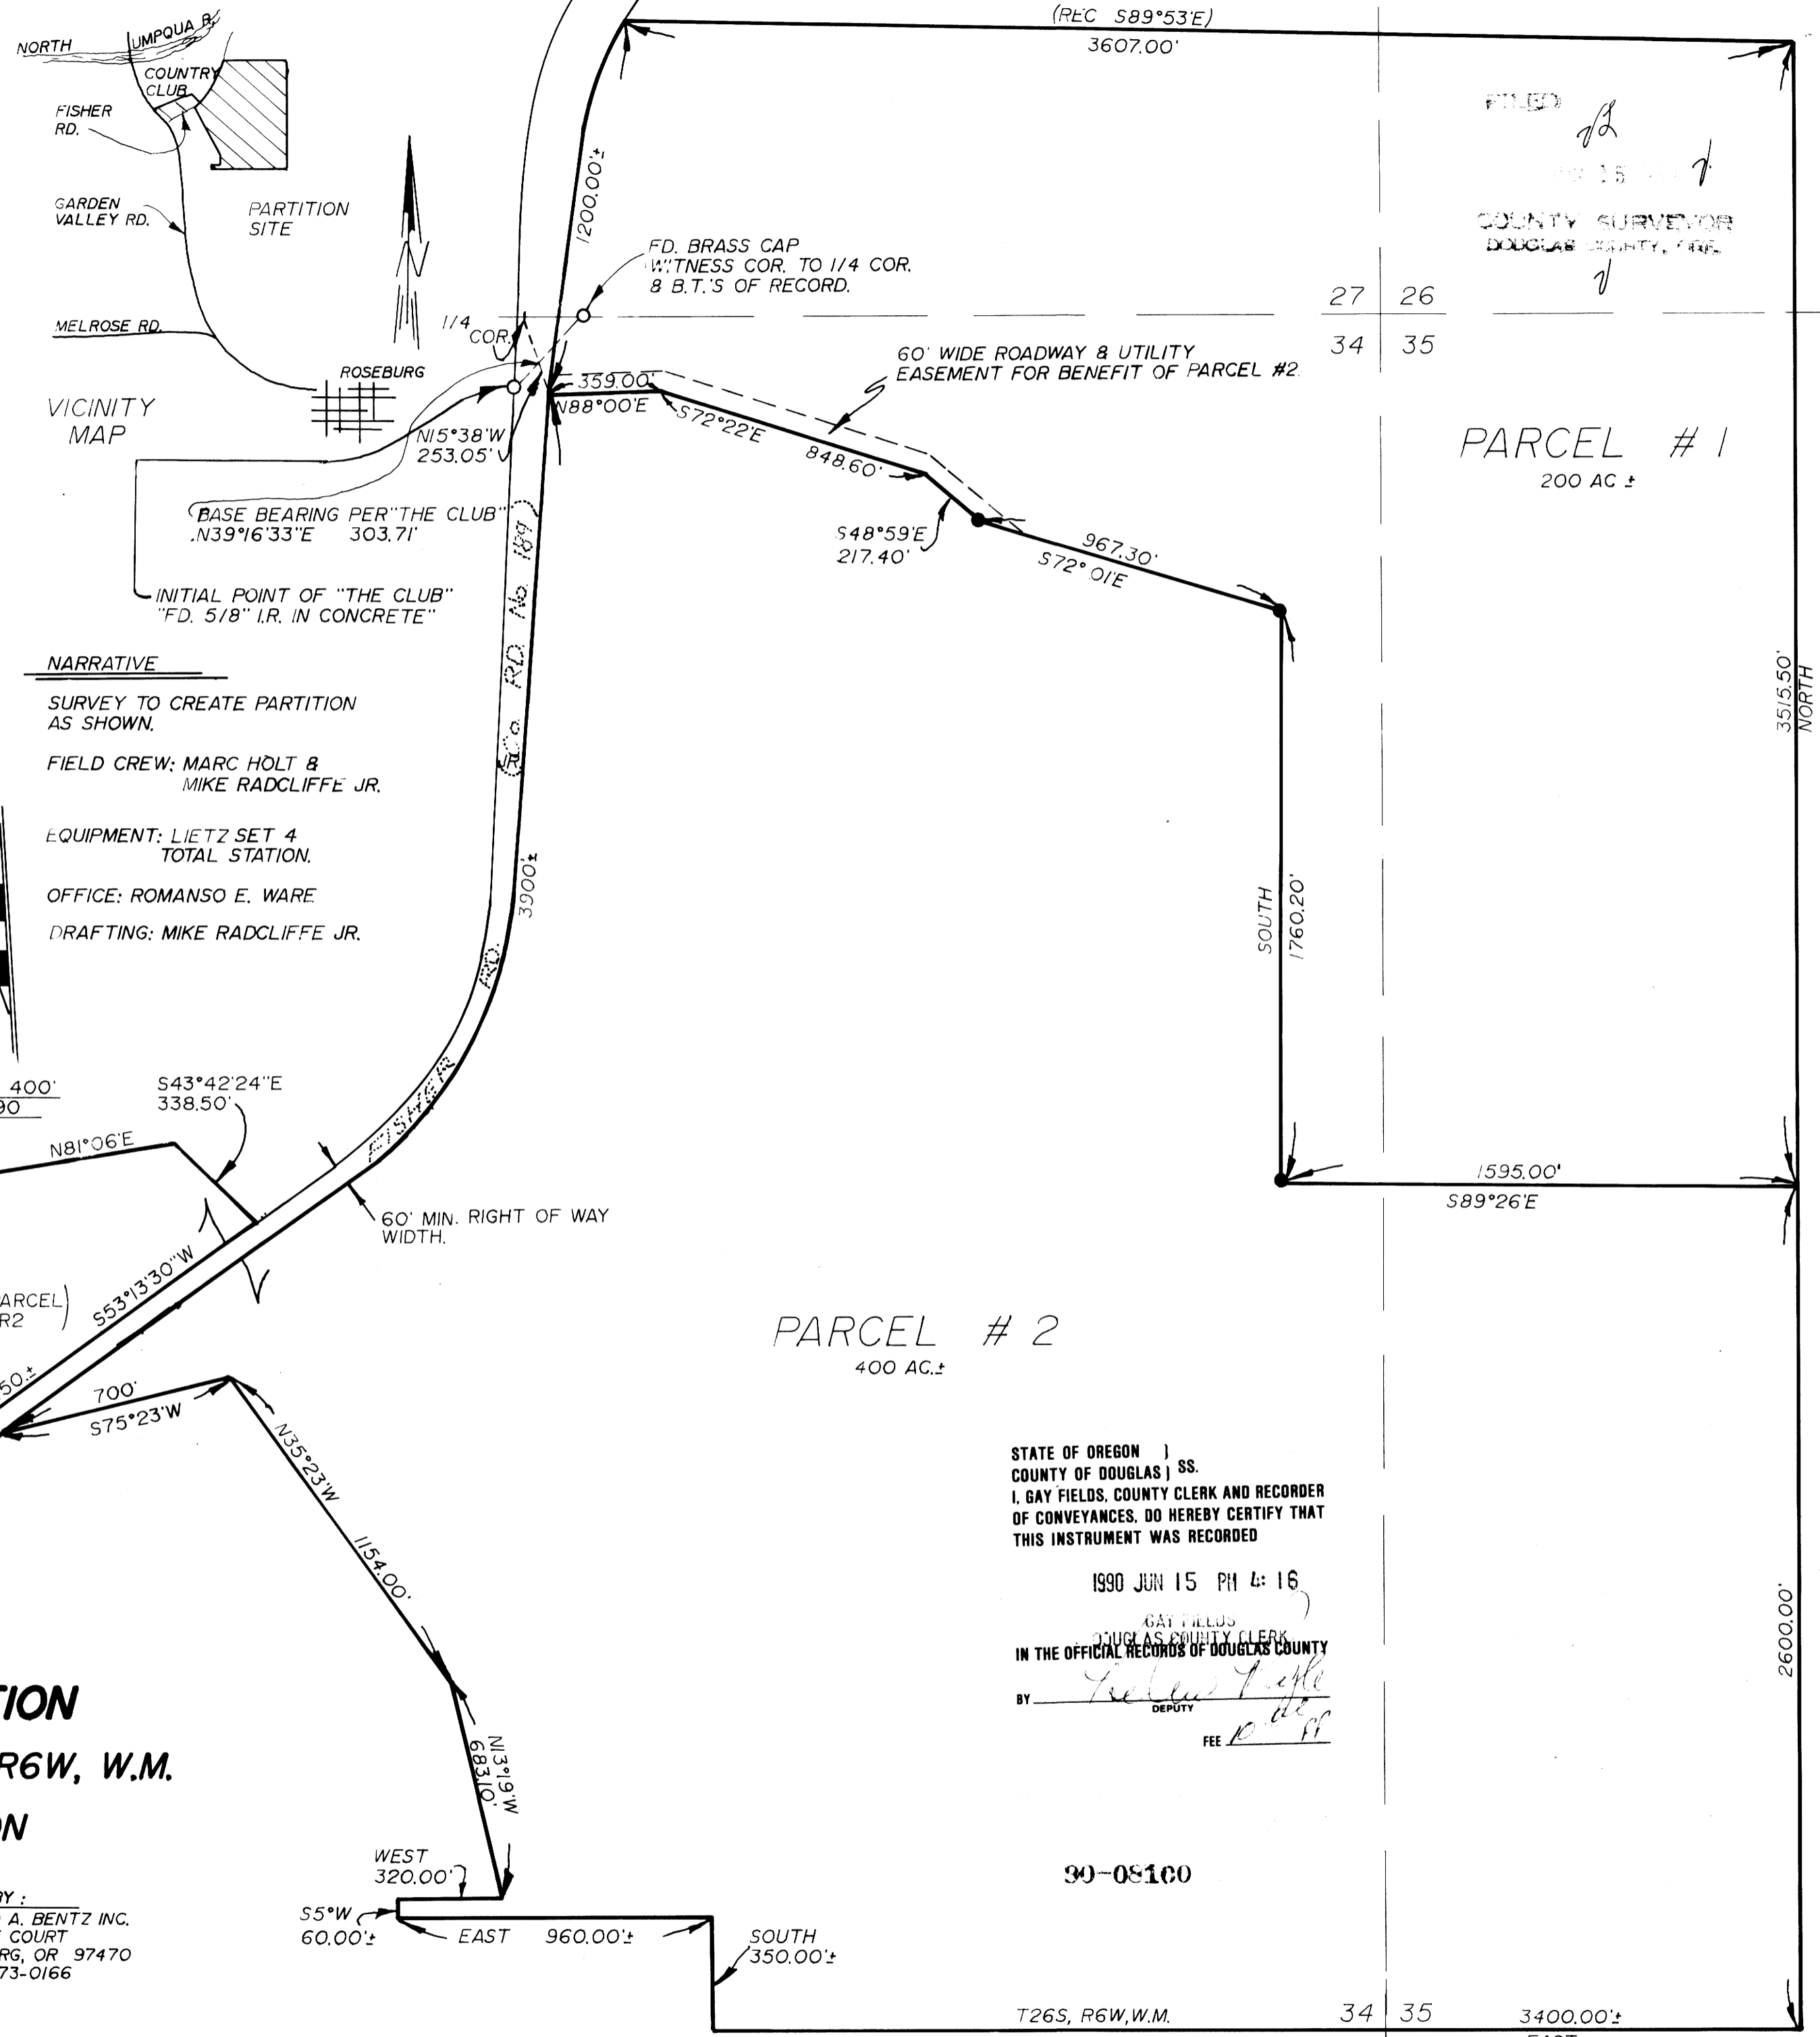 (REC S89°53'E)
3607.00'
NORTH
UMPQUA R.
COUNTRY
CLUB
FISHER
RD.
GARDEN
VALLEY RD.
PARTITION
SITE
MELROSE RD.
ROSEBURG
VICINITY
MAP
N
1200.00'±
FD. BRASS CAP
WITNESS COR. TO 1/4 COR.
& B.T.'S OF RECORD.
1/4
COR.
FILED
15
COUNTY SURVEYOR
DOUGLAS COUNTY, ORE.
27 26
34 35
60' WIDE ROADWAY & UTILITY
EASEMENT FOR BENEFIT OF PARCEL #2.
359.00'
N88°00'E
S72°22'E
848.60'
N15°38'W
253.05'
PARCEL #1
200 AC ±
BASE BEARING PER "THE CLUB"
N39°16'33"E 303.71'
S48°59'E
217.40'
967.30'
S72°01'E
INITIAL POINT OF "THE CLUB"
"FD. 5/8" I.R. IN CONCRETE"
NARRATIVE
SURVEY TO CREATE PARTITION
AS SHOWN.
FIELD CREW: MARC HOLT &
MIKE RADCLIFFE JR.
EQUIPMENT: LIETZ SET 4
TOTAL STATION.
OFFICE: ROMANSO E. WARE
DRAFTING: MIKE RADCLIFFE JR.
FISHER RD. (Co. RD. No. 189)
3900'±
3515.50'
NORTH
SOUTH
1760.20'
400'
90
S43°42'24"E
338.50'
N81°06'E
1595.00'
S89°26'E
60' MIN. RIGHT OF WAY
WIDTH.
S53°13'30"W
ARCEL)
R2
50.±
700'
S75°23'W
PARCEL #2
400 AC.±
N35°23'W
1154.00'
STATE OF OREGON )
COUNTY OF DOUGLAS ) SS.
I, GAY FIELDS, COUNTY CLERK AND RECORDER
OF CONVEYANCES, DO HEREBY CERTIFY THAT
THIS INSTRUMENT WAS RECORDED
1990 JUN 15 PM 4:16
GAY FIELDS
DOUGLAS COUNTY CLERK
IN THE OFFICIAL RECORDS OF DOUGLAS COUNTY
BY
DEPUTY
FEE 10
2600.00'
TION
R6W, W.M.
ON
N13°19'W
683.10'
WEST
320.00'
90-08100
RY :
A. BENTZ INC.
COURT
RG, OR 97470
73-0166
S5°W
60.00'±
EAST 960.00'±
SOUTH
350.00'±
T26S, R6W, W.M.
34 35
3400.00'±
EAST